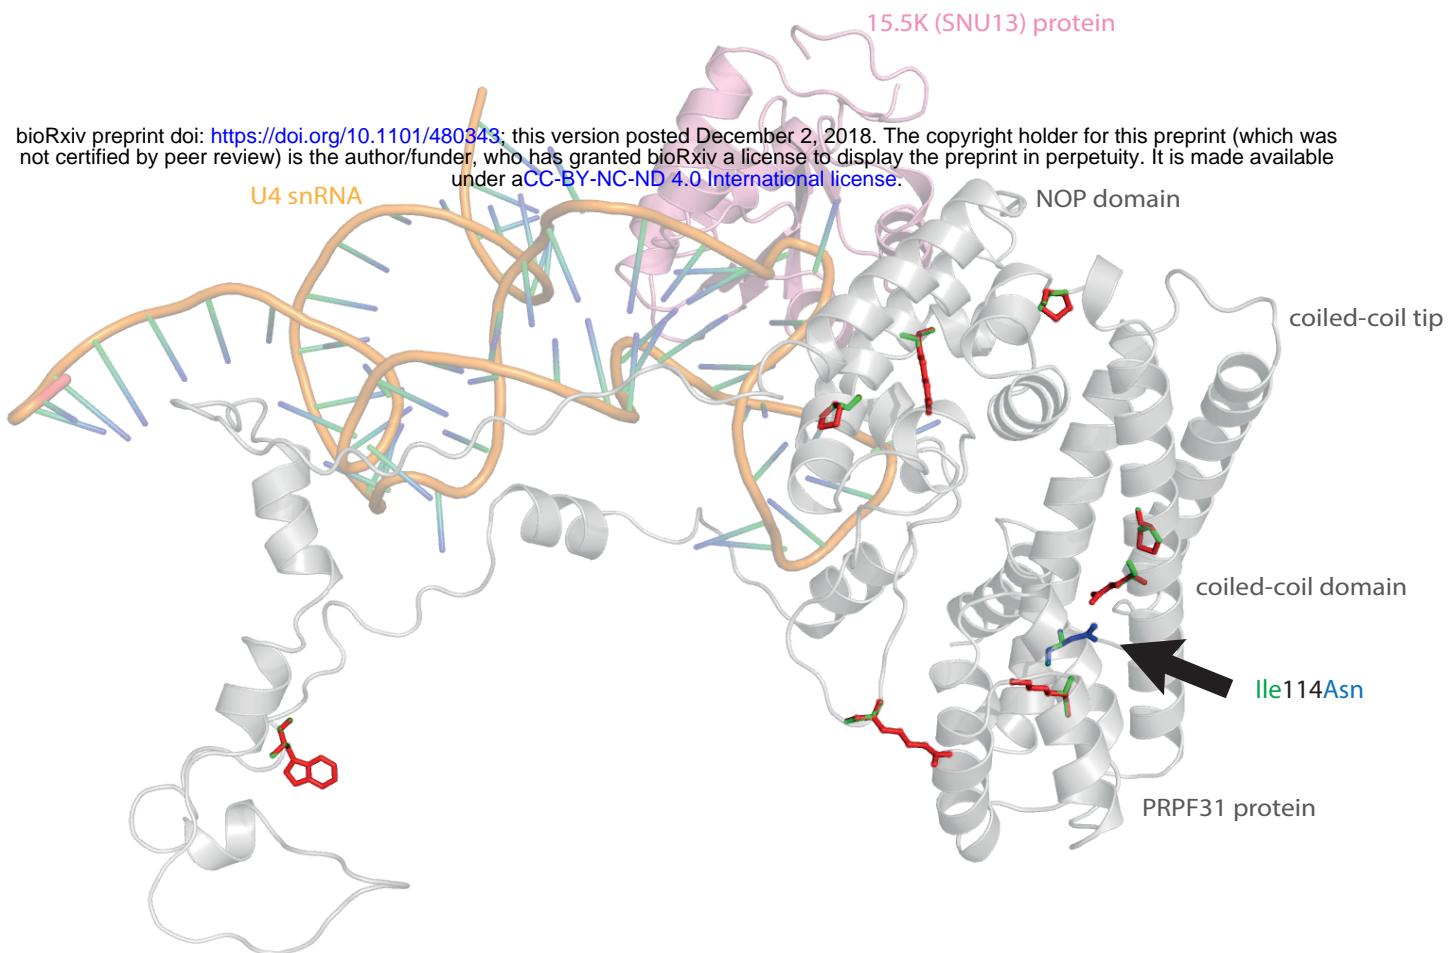 15.5K (SNU13) protein
bioRxiv preprint doi: https://doi.org/10.1101/480343; this version posted December 2, 2018. The copyright holder for this preprint (which was
not certified by peer review) is the author/funder, who has granted bioRxiv a license to display the preprint in perpetuity. It is made available
under aCC-BY-NC-ND 4.0 International license.
U4 snRNA
NOP domain
coiled-coil tip
coiled-coil domain
Ile114Asn
PRPF31 protein